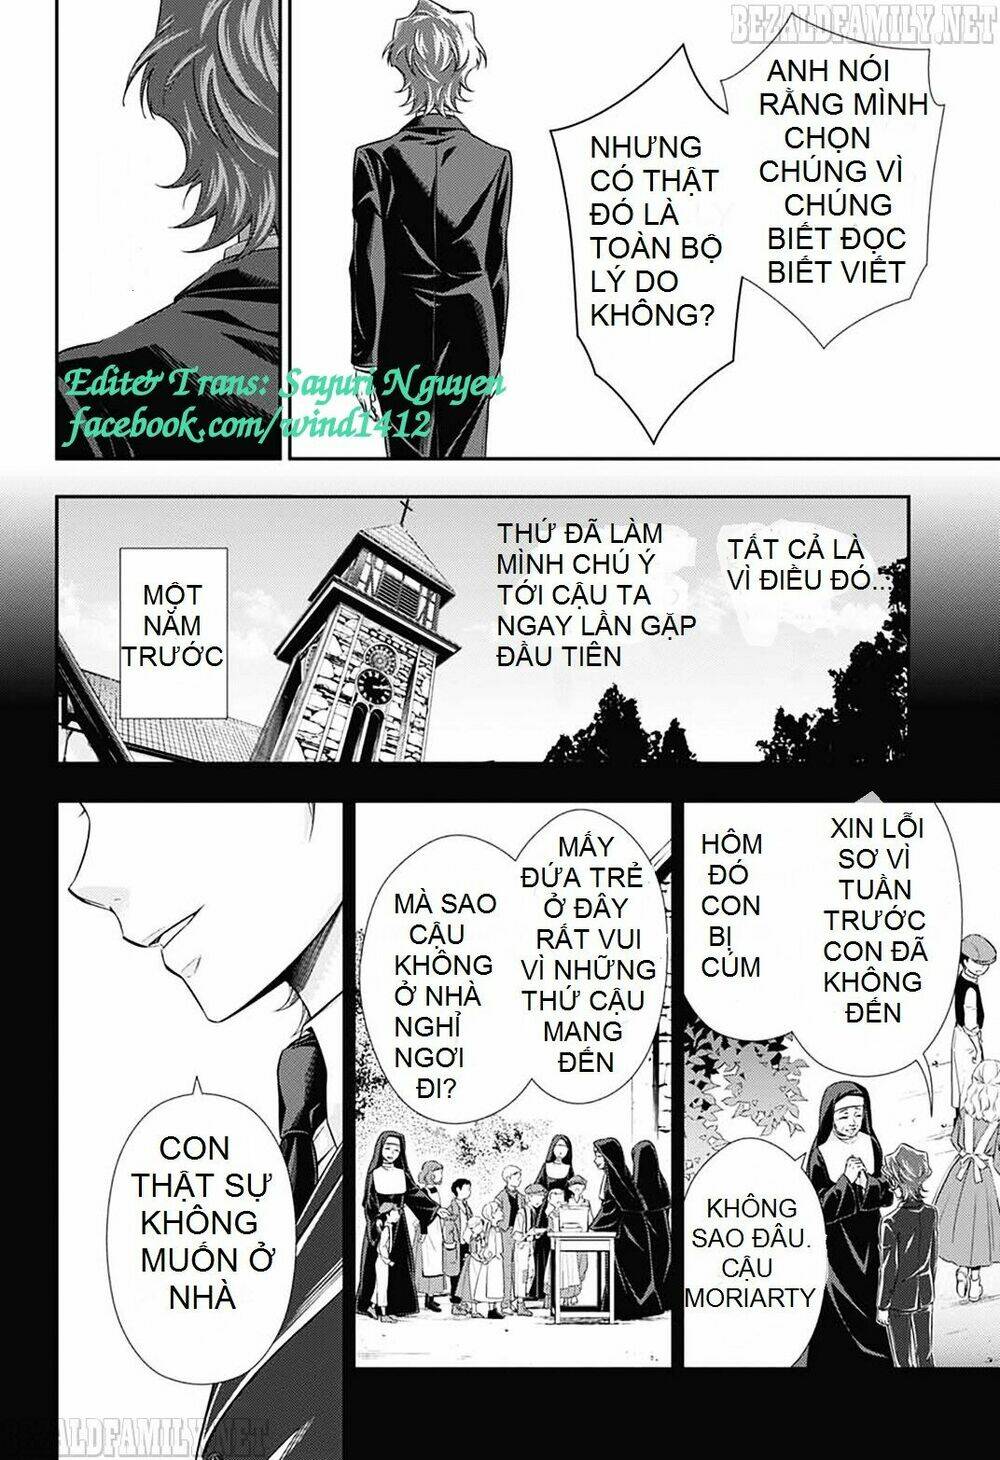 BEZALDFAMILY.NET
ANH NÓI
RẰNG MÌNH
CHỌN
CHÚNG VÌ
CHÚNG
BIẾT ĐỌC
BIẾT VIẾT
NHƯNG
CÓ THẬT
ĐÓ LÀ
TOÀN BỘ
LÝ DO
KHÔNG?
Edit& Trans: Sayuri Nguyen
facebook.com/wind1412
TẤT CẢ LÀ
VÌ ĐIỀU ĐÓ...
THỨ ĐÃ LÀM
MÌNH CHÚ Ý
TỚI CẬU TA
NGAY LẦN GẶP
ĐẦU TIÊN
MỘT
NĂM
TRƯỚC
XIN LỖI
SƠ VÌ
TUẦN
TRƯỚC
CON ĐÃ
KHÔNG
ĐẾN
HÔM
ĐÓ
CON
BỊ
CÚM
KHÔNG
SAO ĐÂU.
CẬU
MORIARTY
MẤY
ĐỨA TRẺ
Ở ĐÂY
RẤT VUI
VÌ NHỮNG
THỨ CẬU
MANG
ĐẾN
MÀ SAO
CẬU
KHÔNG
Ở NHÀ
NGHỈ
NGƠI
ĐI?
CON
THẬT SỰ
KHÔNG
MUỐN Ở
NHÀ
BEZALDFAMILY.NET